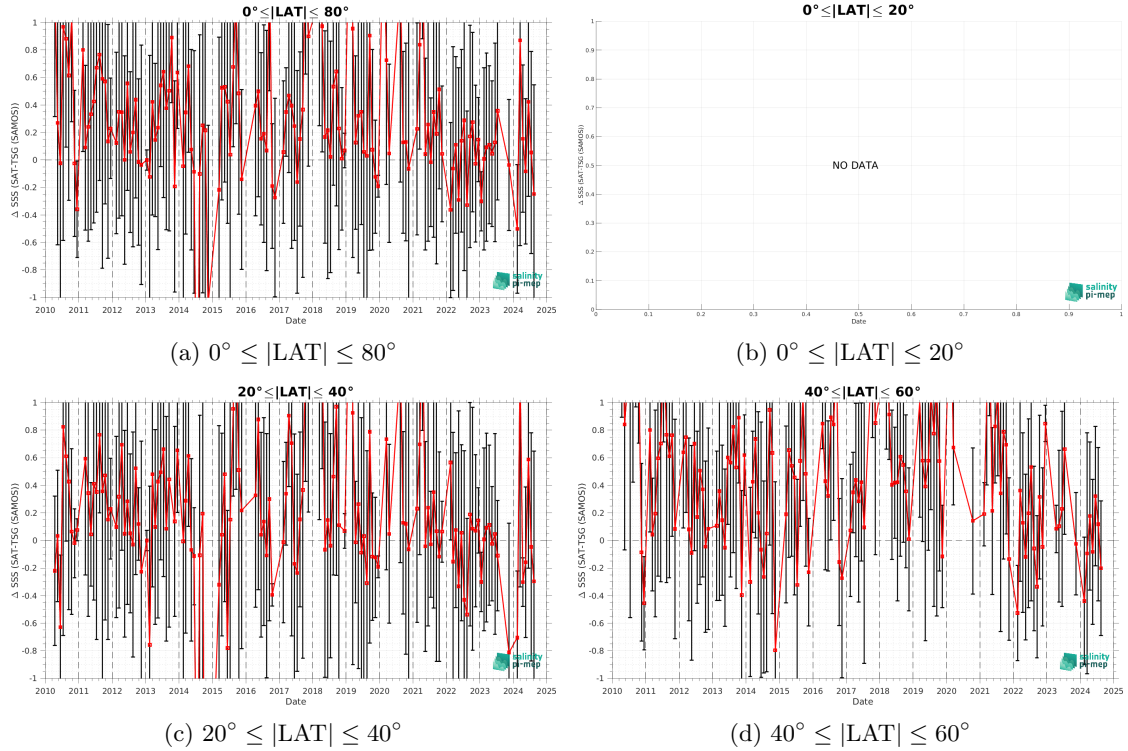 0°≤|LAT|≤ 80°
Δ SSS (SAT-TSG (SAMOS))
1
0.8
0.6
0.4
0.2
0
-0.2
-0.4
-0.6
-0.8
-1
2010 2011 2012 2013 2014 2015 2016 2017 2018 2019 2020 2021 2022 2023 2024 2025
Date
salinity
pi-mep
(a) 0° ≤ |LAT| ≤ 80°
0°≤|LAT|≤ 20°
Δ SSS (SAT-TSG (SAMOS))
1
0.9
0.8
0.7
0.6
0.5
0.4
0.3
0.2
0.1
0
NO DATA
0 0.1 0.2 0.3 0.4 0.5 0.6 0.7 0.8 0.9 1
Date
salinity
pi-mep
(b) 0° ≤ |LAT| ≤ 20°
20°≤|LAT|≤ 40°
Δ SSS (SAT-TSG (SAMOS))
1
0.8
0.6
0.4
0.2
0
-0.2
-0.4
-0.6
-0.8
-1
2010 2011 2012 2013 2014 2015 2016 2017 2018 2019 2020 2021 2022 2023 2024 2025
Date
salinity
pi-mep
(c) 20° ≤ |LAT| ≤ 40°
40°≤|LAT|≤ 60°
Δ SSS (SAT-TSG (SAMOS))
1
0.8
0.6
0.4
0.2
0
-0.2
-0.4
-0.6
-0.8
-1
2010 2011 2012 2013 2014 2015 2016 2017 2018 2019 2020 2021 2022 2023 2024 2025
Date
salinity
pi-mep
(d) 40° ≤ |LAT| ≤ 60°